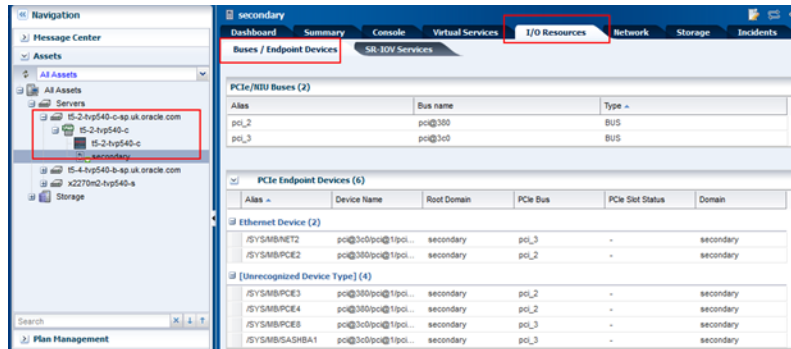 Navigation
Message Center
Assets
All Assets
All Assets
Servers
t5-2-tvp540-c-sp.uk.oracle.com
t5-2-tvp540-c
t5-2-tvp540-c
secondary
t5-4-tvp540-b-sp.uk.oracle.com
x2270m2-tvp540-s
Storage
Search
Plan Management
secondary
Dashboard Summary Console Virtual Services I/O Resources Network Storage Incidents
Buses / Endpoint Devices SR-IOV Services
PCIe/NIU Buses (2)
Alias Bus name Type
pci_2 pci@380 BUS
pci_3 pci@3c0 BUS
PCIe Endpoint Devices (6)
Alias Device Name Root Domain PCIe Bus PCIe Slot Status Domain
Ethernet Device (2)
/SYS/MB/NET2 pci@3c0/pci@1/pci... secondary pci_3 - secondary
/SYS/MB/PCIE2 pci@380/pci@1/pci... secondary pci_2 - secondary
[Unrecognized Device Type] (4)
/SYS/MB/PCIE3 pci@380/pci@1/pci... secondary pci_2 - secondary
/SYS/MB/PCIE4 pci@380/pci@1/pci... secondary pci_2 - secondary
/SYS/MB/PCIE8 pci@3c0/pci@1/pci... secondary pci_3 - secondary
/SYS/MB/SASHBA1 pci@3c0/pci@1/pci... secondary pci_3 - secondary